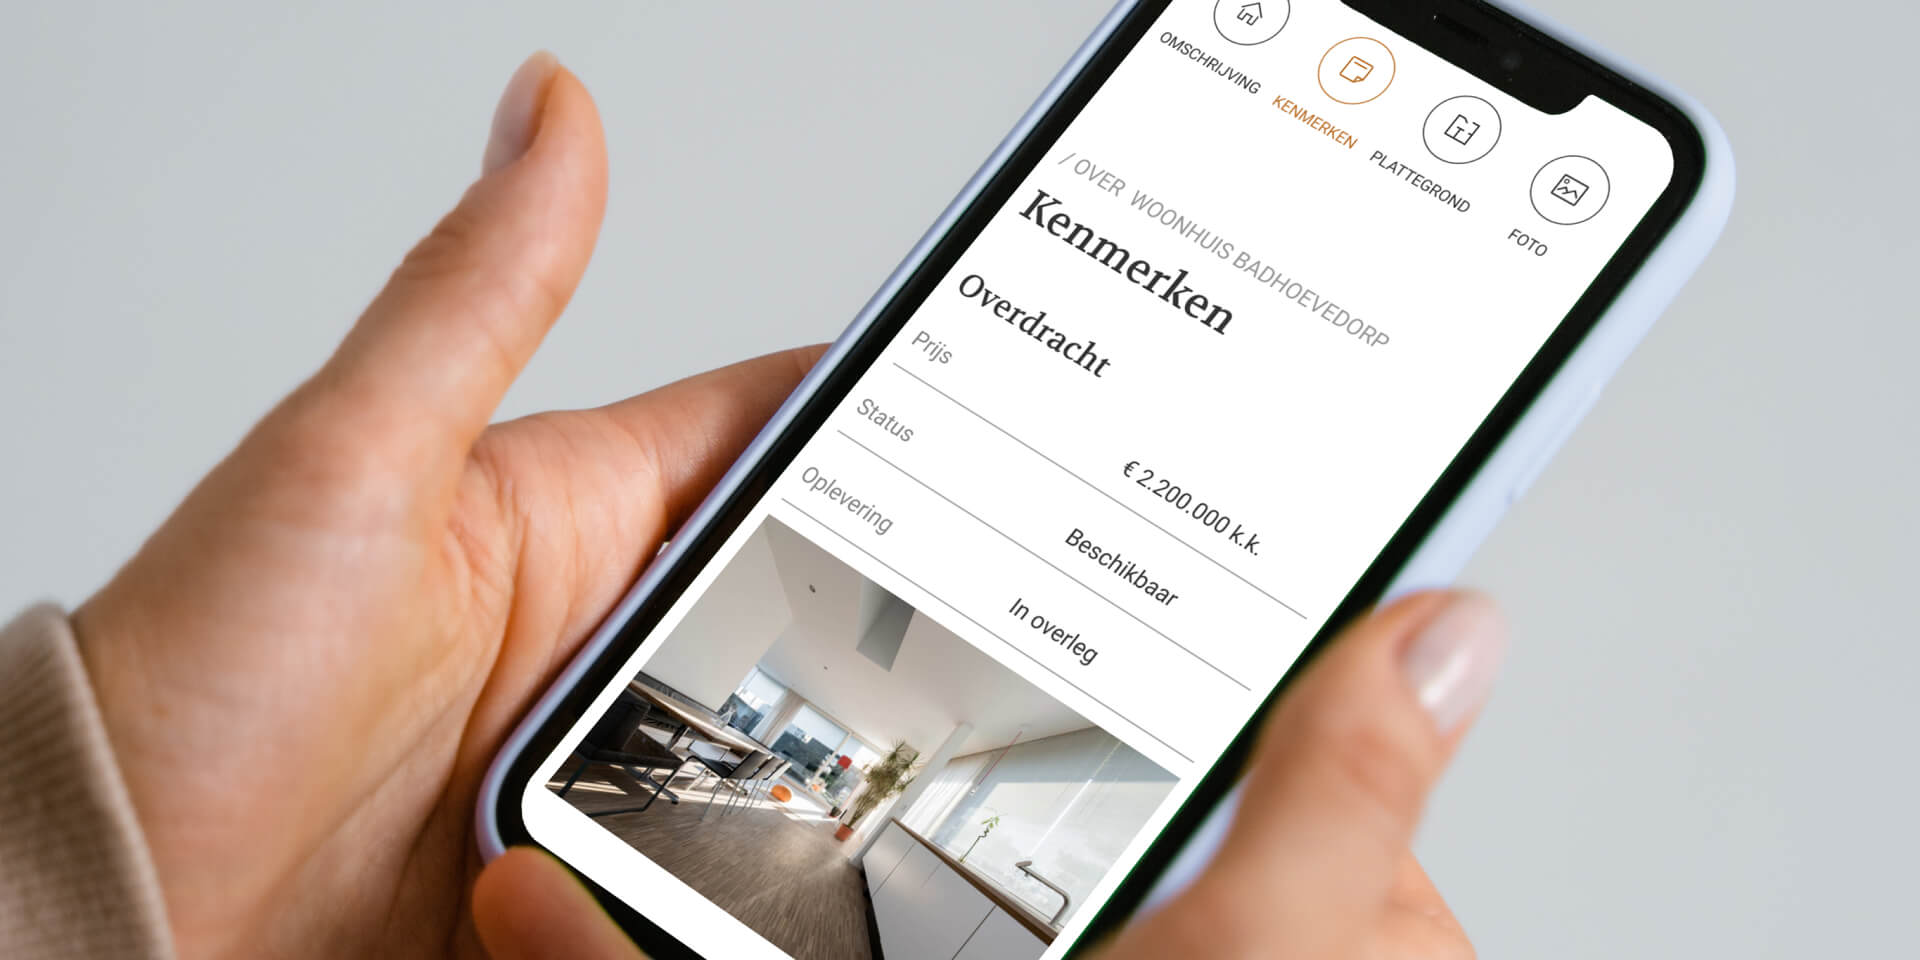 OMSCHRIJVING
KENMERKEN
PLATTEGROND
FOTO
/ OVER WOONHUIS BADHOEVEDORP
Kenmerken
Overdracht
Prijs
€ 2.200.000 k.k.
Status
Beschikbaar
Oplevering
In overleg